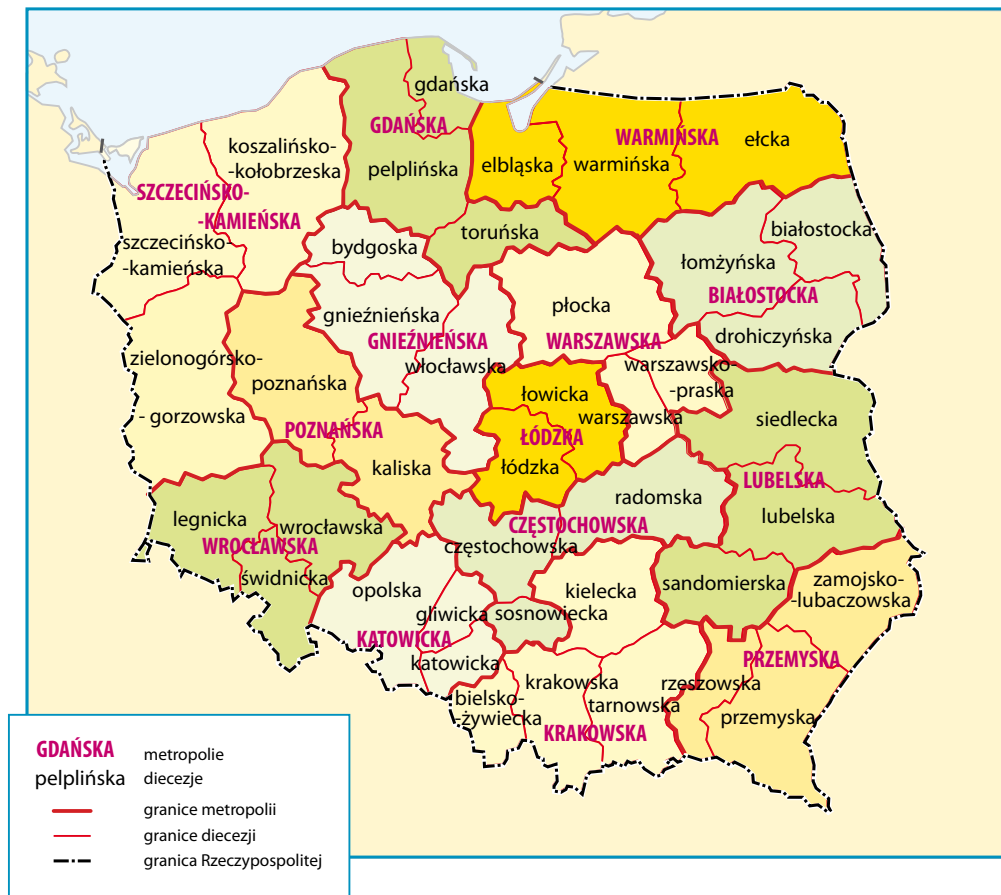 gdańska
GDAŃSKA
pelplińska
koszalińsko-
-kołobrzeska
SZCZECIŃSKO-
-KAMIEŃSKA
szczecińsko-
-kamieńska
elbląska
warmińska
WARMIŃSKA
ełcka
bydgoska
toruńska
białostocka
łomżyńska
BIAŁOSTOCKA
drohiczyńska
gnieźnieńska
GNIEŹNIEŃSKA
włocławska
płocka
WARSZAWSKA
warszawsko-
-praska
warszawska
zielonogórsko-
- gorzowska
poznańska
POZNAŃSKA
kaliska
łowicka
ŁÓDZKA
łódzka
siedlecka
LUBELSKA
lubelska
legnicka
wrocławska
WROCŁAWSKA
świdnicka
radomska
CZĘSTOCHOWSKA
częstochowska
opolska
gliwicka
sosnowiecka
KATOWICKA
katowicka
kielecka
sandomierska
zamojsko-
-lubaczowska
PRZEMYSKA
rzeszowska
przemyska
bielsko-
-żywiecka
krakowska
tarnowska
KRAKOWSKA
GDAŃSKA metropolie
pelplińska diecezje
granice metropolii
granice diecezji
granica Rzeczypospolitej